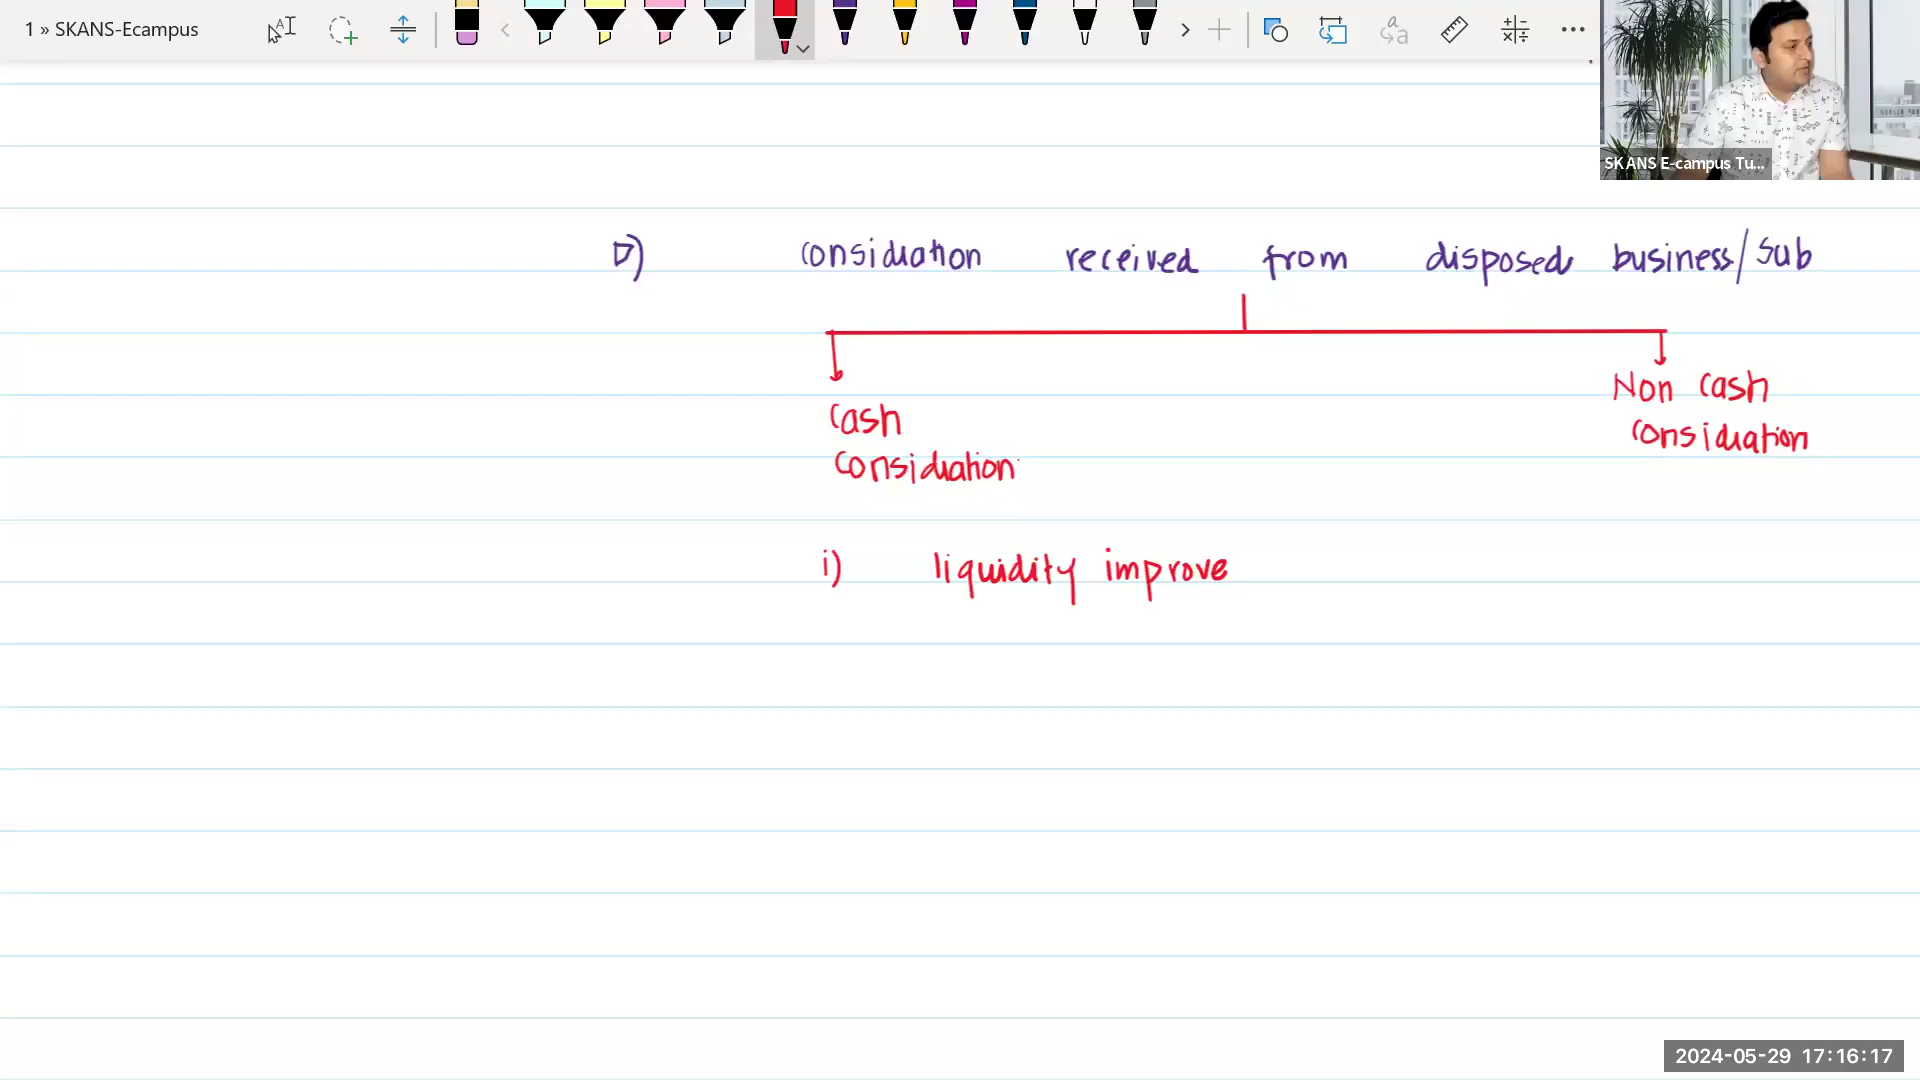 1 » SKANS-Ecampus
SKANS E-campus Tu...
D) Consideration received from disposed business/sub
Cash
Consideration
Non Cash
Consideration
i) liquidity improve
2024-05-29 17:16:17